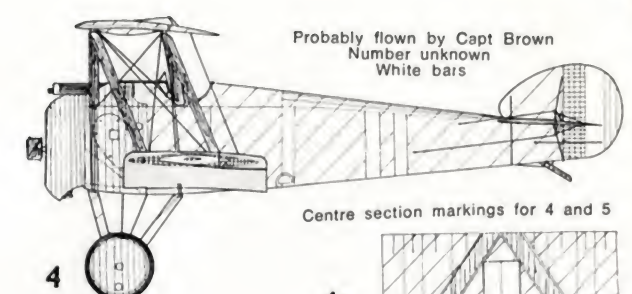 Probably flown by Capt Brown
Number unknown
White bars
Centre section markings for 4 and 5
4